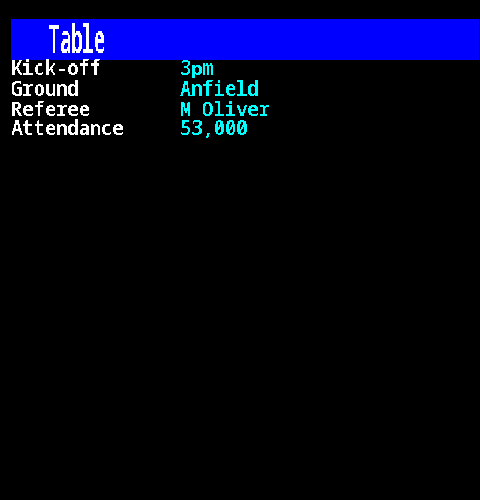 Table
Kick-off 3pm
Ground Anfield
Referee M Oliver
Attendance 53,000